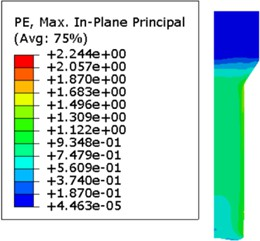 PE, Max. In-Plane Principal
(Avg: 75%)
+2.244e+00
+2.057e+00
+1.870e+00
+1.683e+00
+1.496e+00
+1.309e+00
+1.122e+00
+9.348e-01
+7.479e-01
+5.609e-01
+3.740e-01
+1.870e-01
+4.463e-05